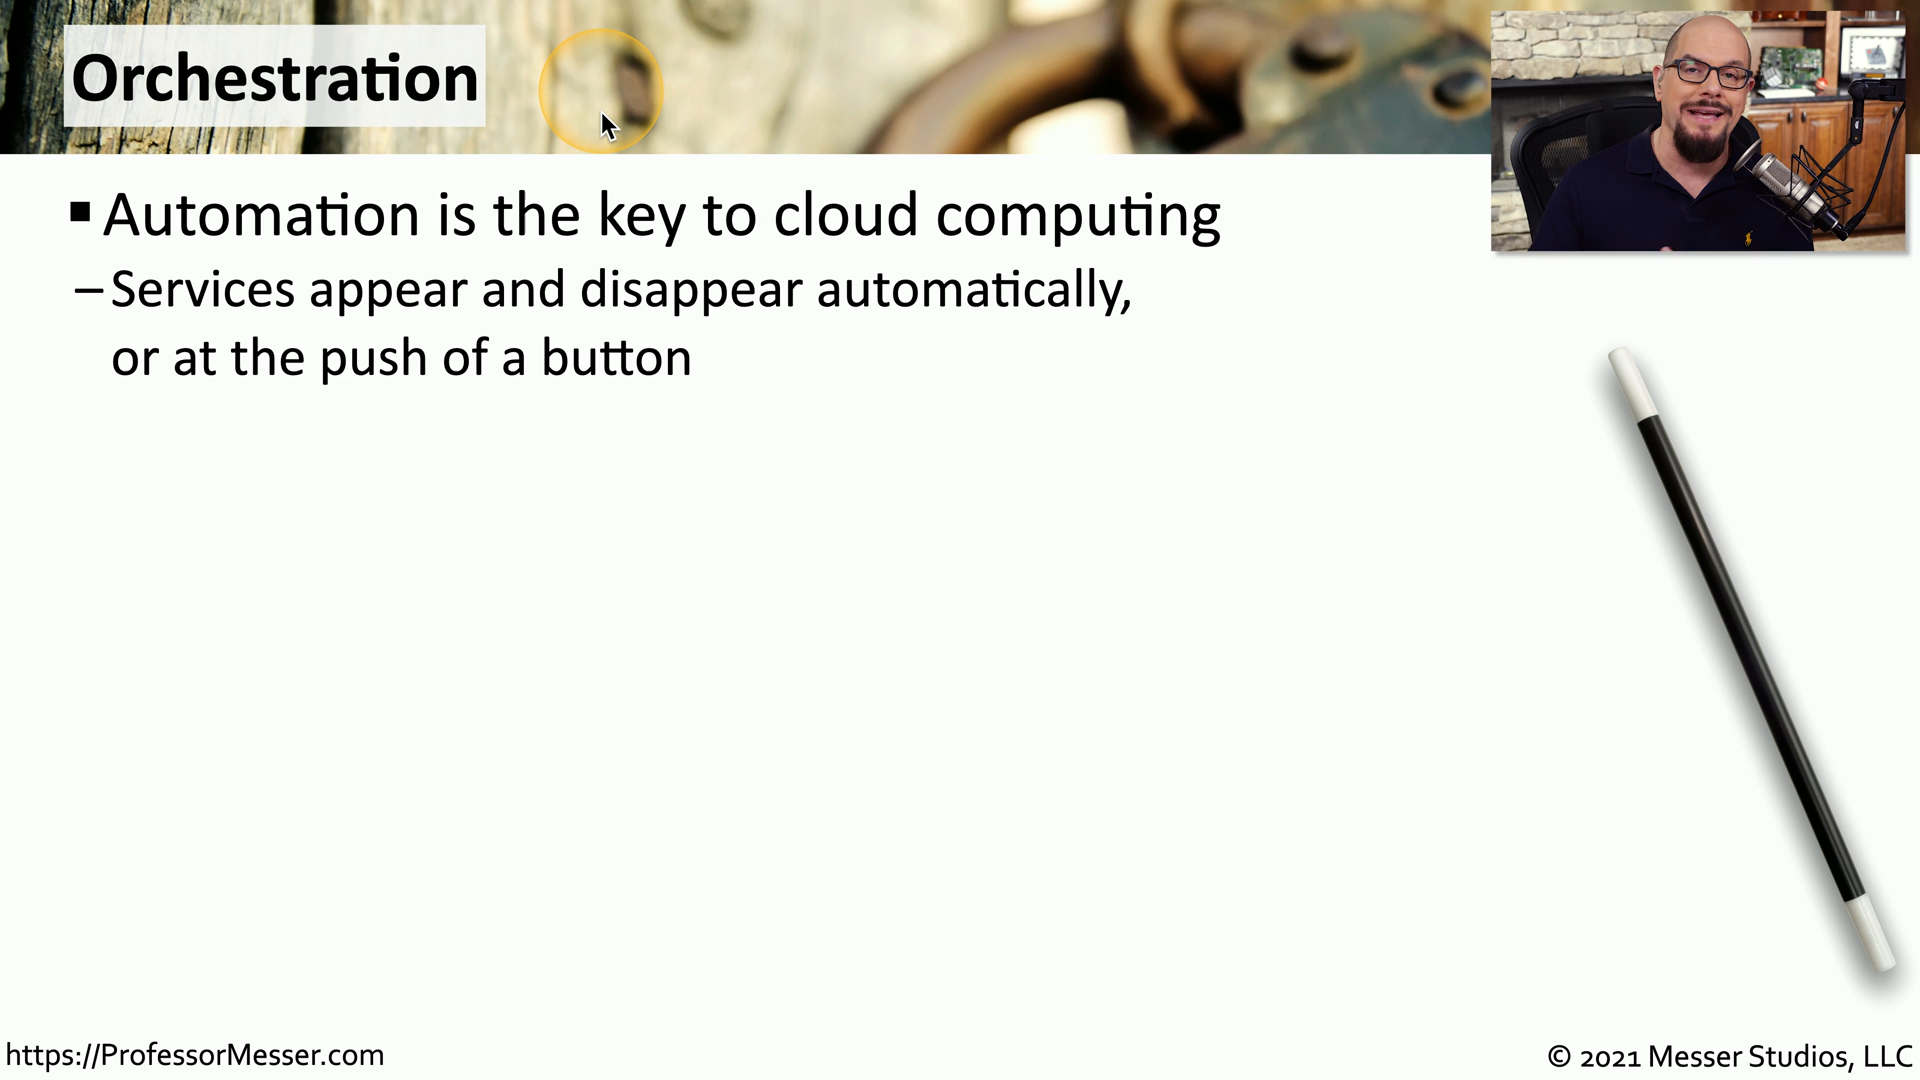 Orchestration
▪ Automation is the key to cloud computing
– Services appear and disappear automatically,
or at the push of a button
https://ProfessorMesser.com
© 2021 Messer Studios, LLC